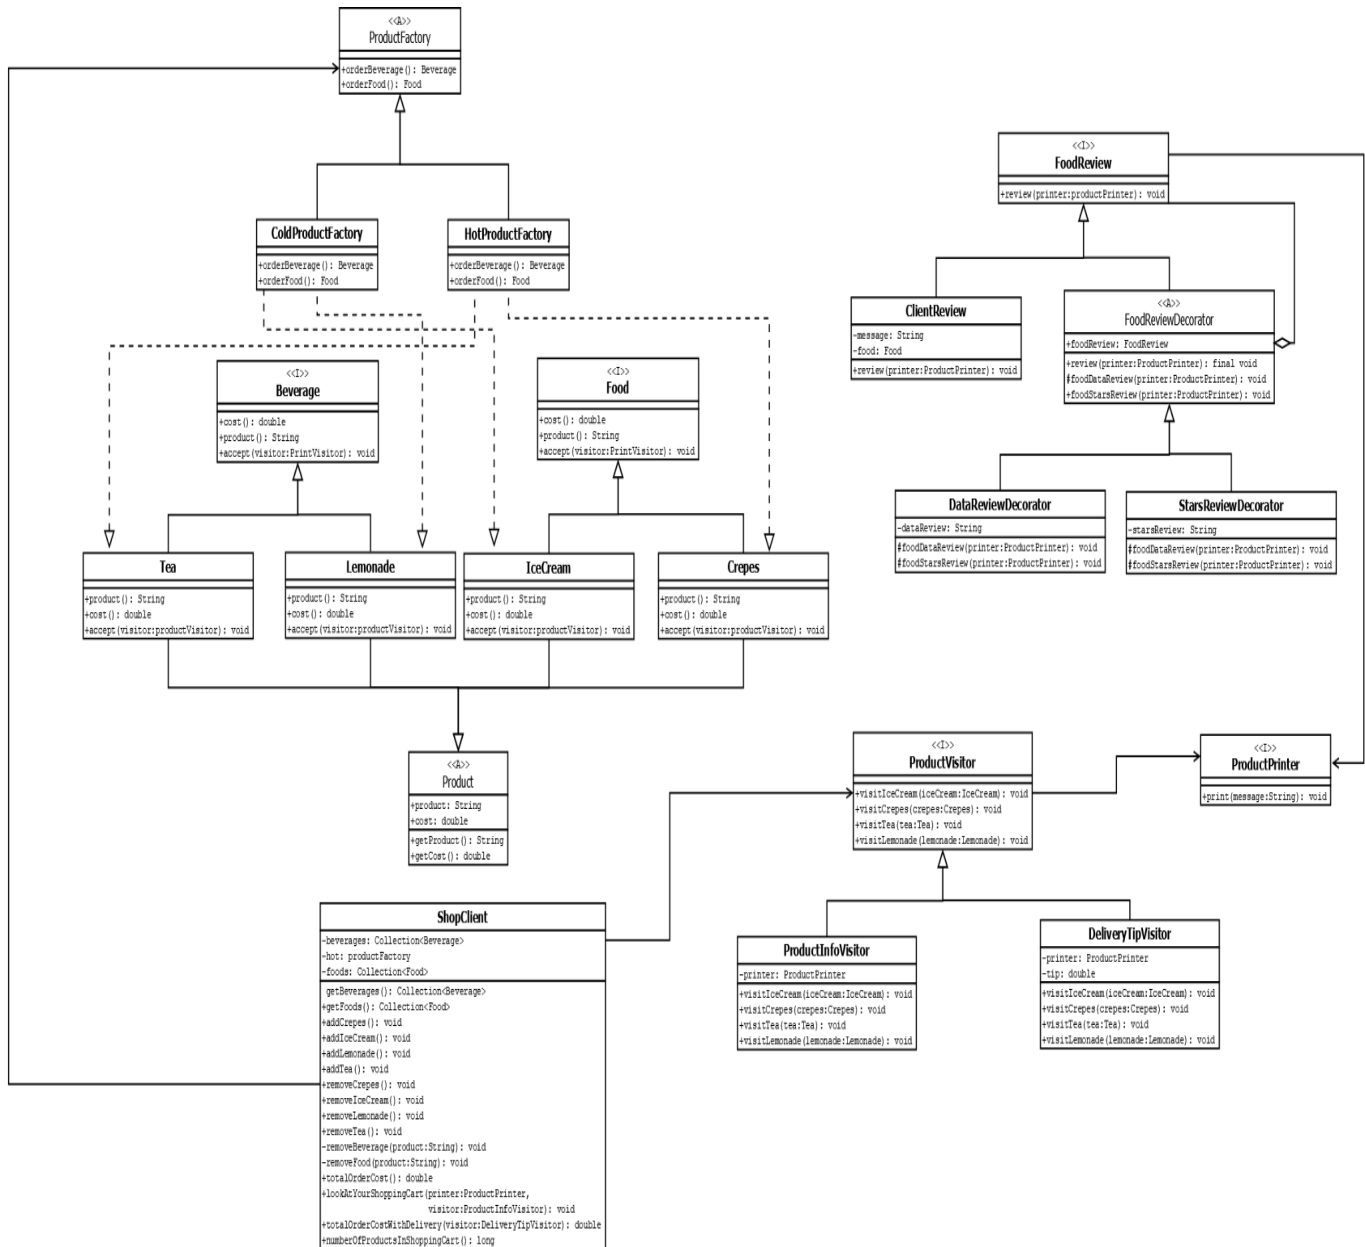 <<A>>
ProductFactory
+orderBeverage(): Beverage
+orderFood(): Food
<<I>>
FoodReview
+review(printer:productPrinter): void
ColdProductFactory
+orderBeverage(): Beverage
+orderFood(): Food
HotProductFactory
+orderBeverage(): Beverage
+orderFood(): Food
ClientReview
-message: String
-food: Food
+review(printer:ProductPrinter): void
<<A>>
FoodReviewDecorator
+foodReview: FoodReview
+review(printer:ProductPrinter): final void
#foodDataReview(printer:ProductPrinter): void
+foodStarsReview(printer:ProductPrinter): void
<<I>>
Beverage
+cost(): double
+product(): String
+accept(visitor:PrintVisitor): void
<<I>>
Food
+cost(): double
+product(): String
+accept(visitor:PrintVisitor): void
DataReviewDecorator
-dataReview: String
#foodDataReview(printer:ProductPrinter): void
#foodStarsReview(printer:ProductPrinter): void
StarsReviewDecorator
-starsReview: String
#foodDataReview(printer:ProductPrinter): void
#foodStarsReview(printer:ProductPrinter): void
Tea
+product(): String
+cost(): double
+accept(visitor:productVisitor): void
Lemonade
+product(): String
+cost(): double
+accept(visitor:productVisitor): void
IceCream
+product(): String
+cost(): double
+accept(visitor:productVisitor): void
Crepes
+product(): String
+cost(): double
+accept(visitor:productVisitor): void
<<A>>
Product
+product: String
+cost: double
+getProduct(): String
+getCost(): double
<<I>>
ProductVisitor
+visitIceCream(iceCream:IceCream): void
+visitCrepes(crepes:Crepes): void
+visitTea(tea:Tea): void
+visitLemonade(lemonade:Lemonade): void
<<I>>
ProductPrinter
+print(message:String): void
ShopClient
-beverages: Collection<Beverage>
-hot: productFactory
-foods: Collection<Food>
getBeverages(): Collection<Beverage>
+getFoods(): Collection<Food>
+addCrepes(): void
+addIceCream(): void
+addLemonade(): void
+addTea(): void
+removeCrepes(): void
+removeIceCream(): void
+removeLemonade(): void
+removeTea(): void
-removeBeverage(product:String): void
-removeFood(product:String): void
+totalOrderCost(): double
+lookAtYourShoppingCart(printer:ProductPrinter,
visitor:ProductInfoVisitor): void
+totalOrderCostWithDelivery(visitor:DeliveryTipVisitor): double
+numberOfProductsInShoppingCart(): long
ProductInfoVisitor
-printer: ProductPrinter
+visitIceCream(iceCream:IceCream): void
+visitCrepes(crepes:Crepes): void
+visitTea(tea:Tea): void
+visitLemonade(lemonade:Lemonade): void
DeliveryTipVisitor
-printer: ProductPrinter
-tip: double
+visitIceCream(iceCream:IceCream): void
+visitCrepes(crepes:Crepes): void
+visitTea(tea:Tea): void
+visitLemonade(lemonade:Lemonade): void